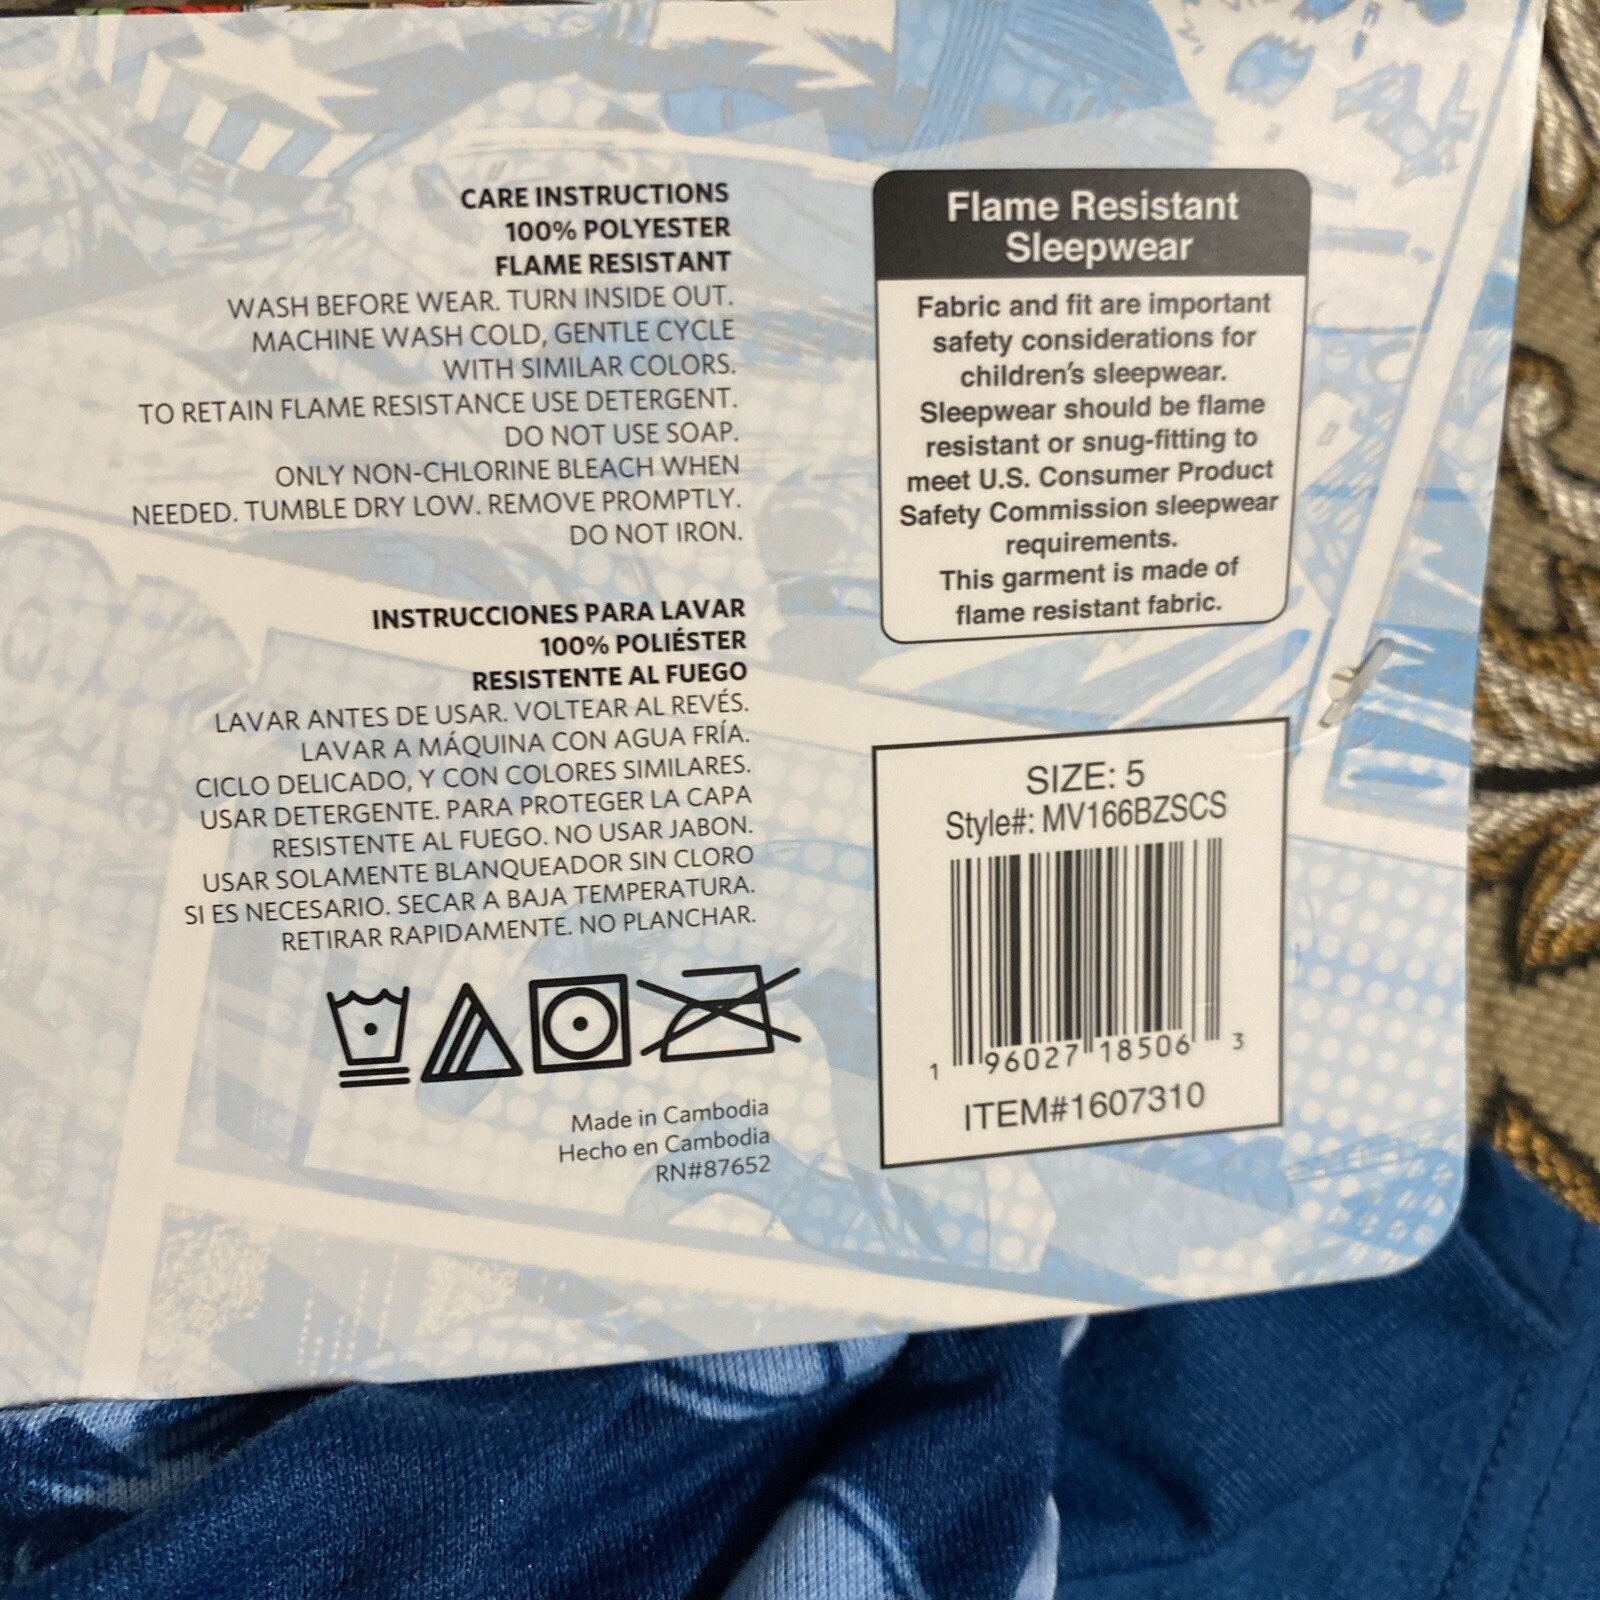 CARE INSTRUCTIONS
100% POLYESTER
FLAME RESISTANT
WASH BEFORE WEAR. TURN INSIDE OUT.
MACHINE WASH COLD, GENTLE CYCLE
WITH SIMILAR COLORS.
TO RETAIN FLAME RESISTANCE USE DETERGENT.
DO NOT USE SOAP.
ONLY NON-CHLORINE BLEACH WHEN
NEEDED. TUMBLE DRY LOW. REMOVE PROMPTLY.
DO NOT IRON.
INSTRUCCIONES PARA LAVAR
100% POLIÉSTER
RESISTENTE AL FUEGO
LAVAR ANTES DE USAR. VOLTEAR AL REVÉS.
LAVAR A MÁQUINA CON AGUA FRÍA.
CICLO DELICADO, Y CON COLORES SIMILARES.
USAR DETERGENTE. PARA PROTEGER LA CAPA
RESISTENTE AL FUEGO. NO USAR JABON.
USAR SOLAMENTE BLANQUEADOR SIN CLORO
SI ES NECESARIO. SECAR A BAJA TEMPERATURA.
RETIRAR RAPIDAMENTE. NO PLANCHAR.
Made in Cambodia
Hecho en Cambodia
RN#87652
Flame Resistant
Sleepwear
Fabric and fit are important
safety considerations for
children's sleepwear.
Sleepwear should be flame
resistant or snug-fitting to
meet U.S. Consumer Product
Safety Commission sleepwear
requirements.
This garment is made of
flame resistant fabric.
SIZE: 5
Style#: MV166BZSCS
1 96027 18506 3
ITEM#1607310